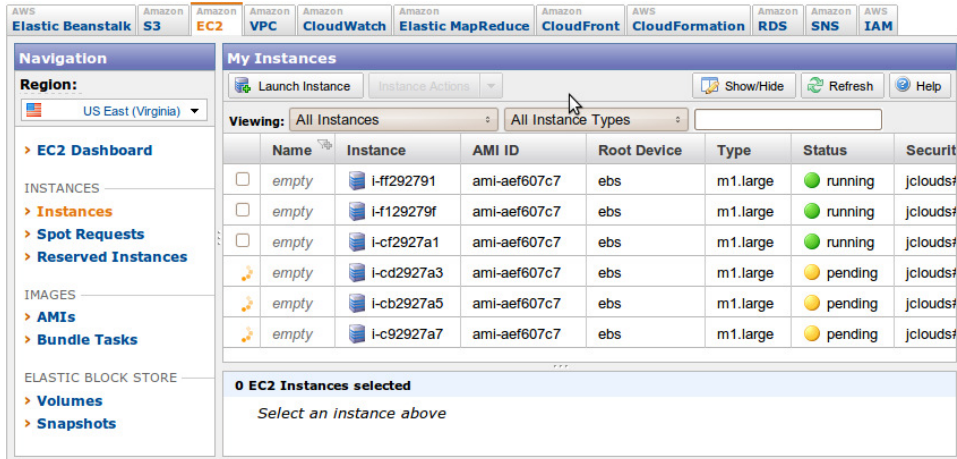 AWS Amazon Amazon Amazon Amazon Amazon Amazon AWS Amazon Amazon AWS
Elastic Beanstalk S3 EC2 VPC CloudWatch Elastic MapReduce CloudFront CloudFormation RDS SNS IAM
Navigation
Region:
US East (Virginia)
> EC2 Dashboard
INSTANCES
> Instances
> Spot Requests
> Reserved Instances
IMAGES
> AMIs
> Bundle Tasks
ELASTIC BLOCK STORE
> Volumes
> Snapshots
My Instances
Launch Instance Instance Actions Show/Hide Refresh Help
Viewing: All Instances All Instance Types
Name Instance AMI ID Root Device Type Status Securit
empty i-ff292791 ami-aef607c7 ebs m1.large running jclouds#
empty i-f129279f ami-aef607c7 ebs m1.large running jclouds#
empty i-cf2927a1 ami-aef607c7 ebs m1.large running jclouds#
empty i-cd2927a3 ami-aef607c7 ebs m1.large pending jclouds#
empty i-cb2927a5 ami-aef607c7 ebs m1.large pending jclouds#
empty i-c92927a7 ami-aef607c7 ebs m1.large pending jclouds#
0 EC2 Instances selected
Select an instance above